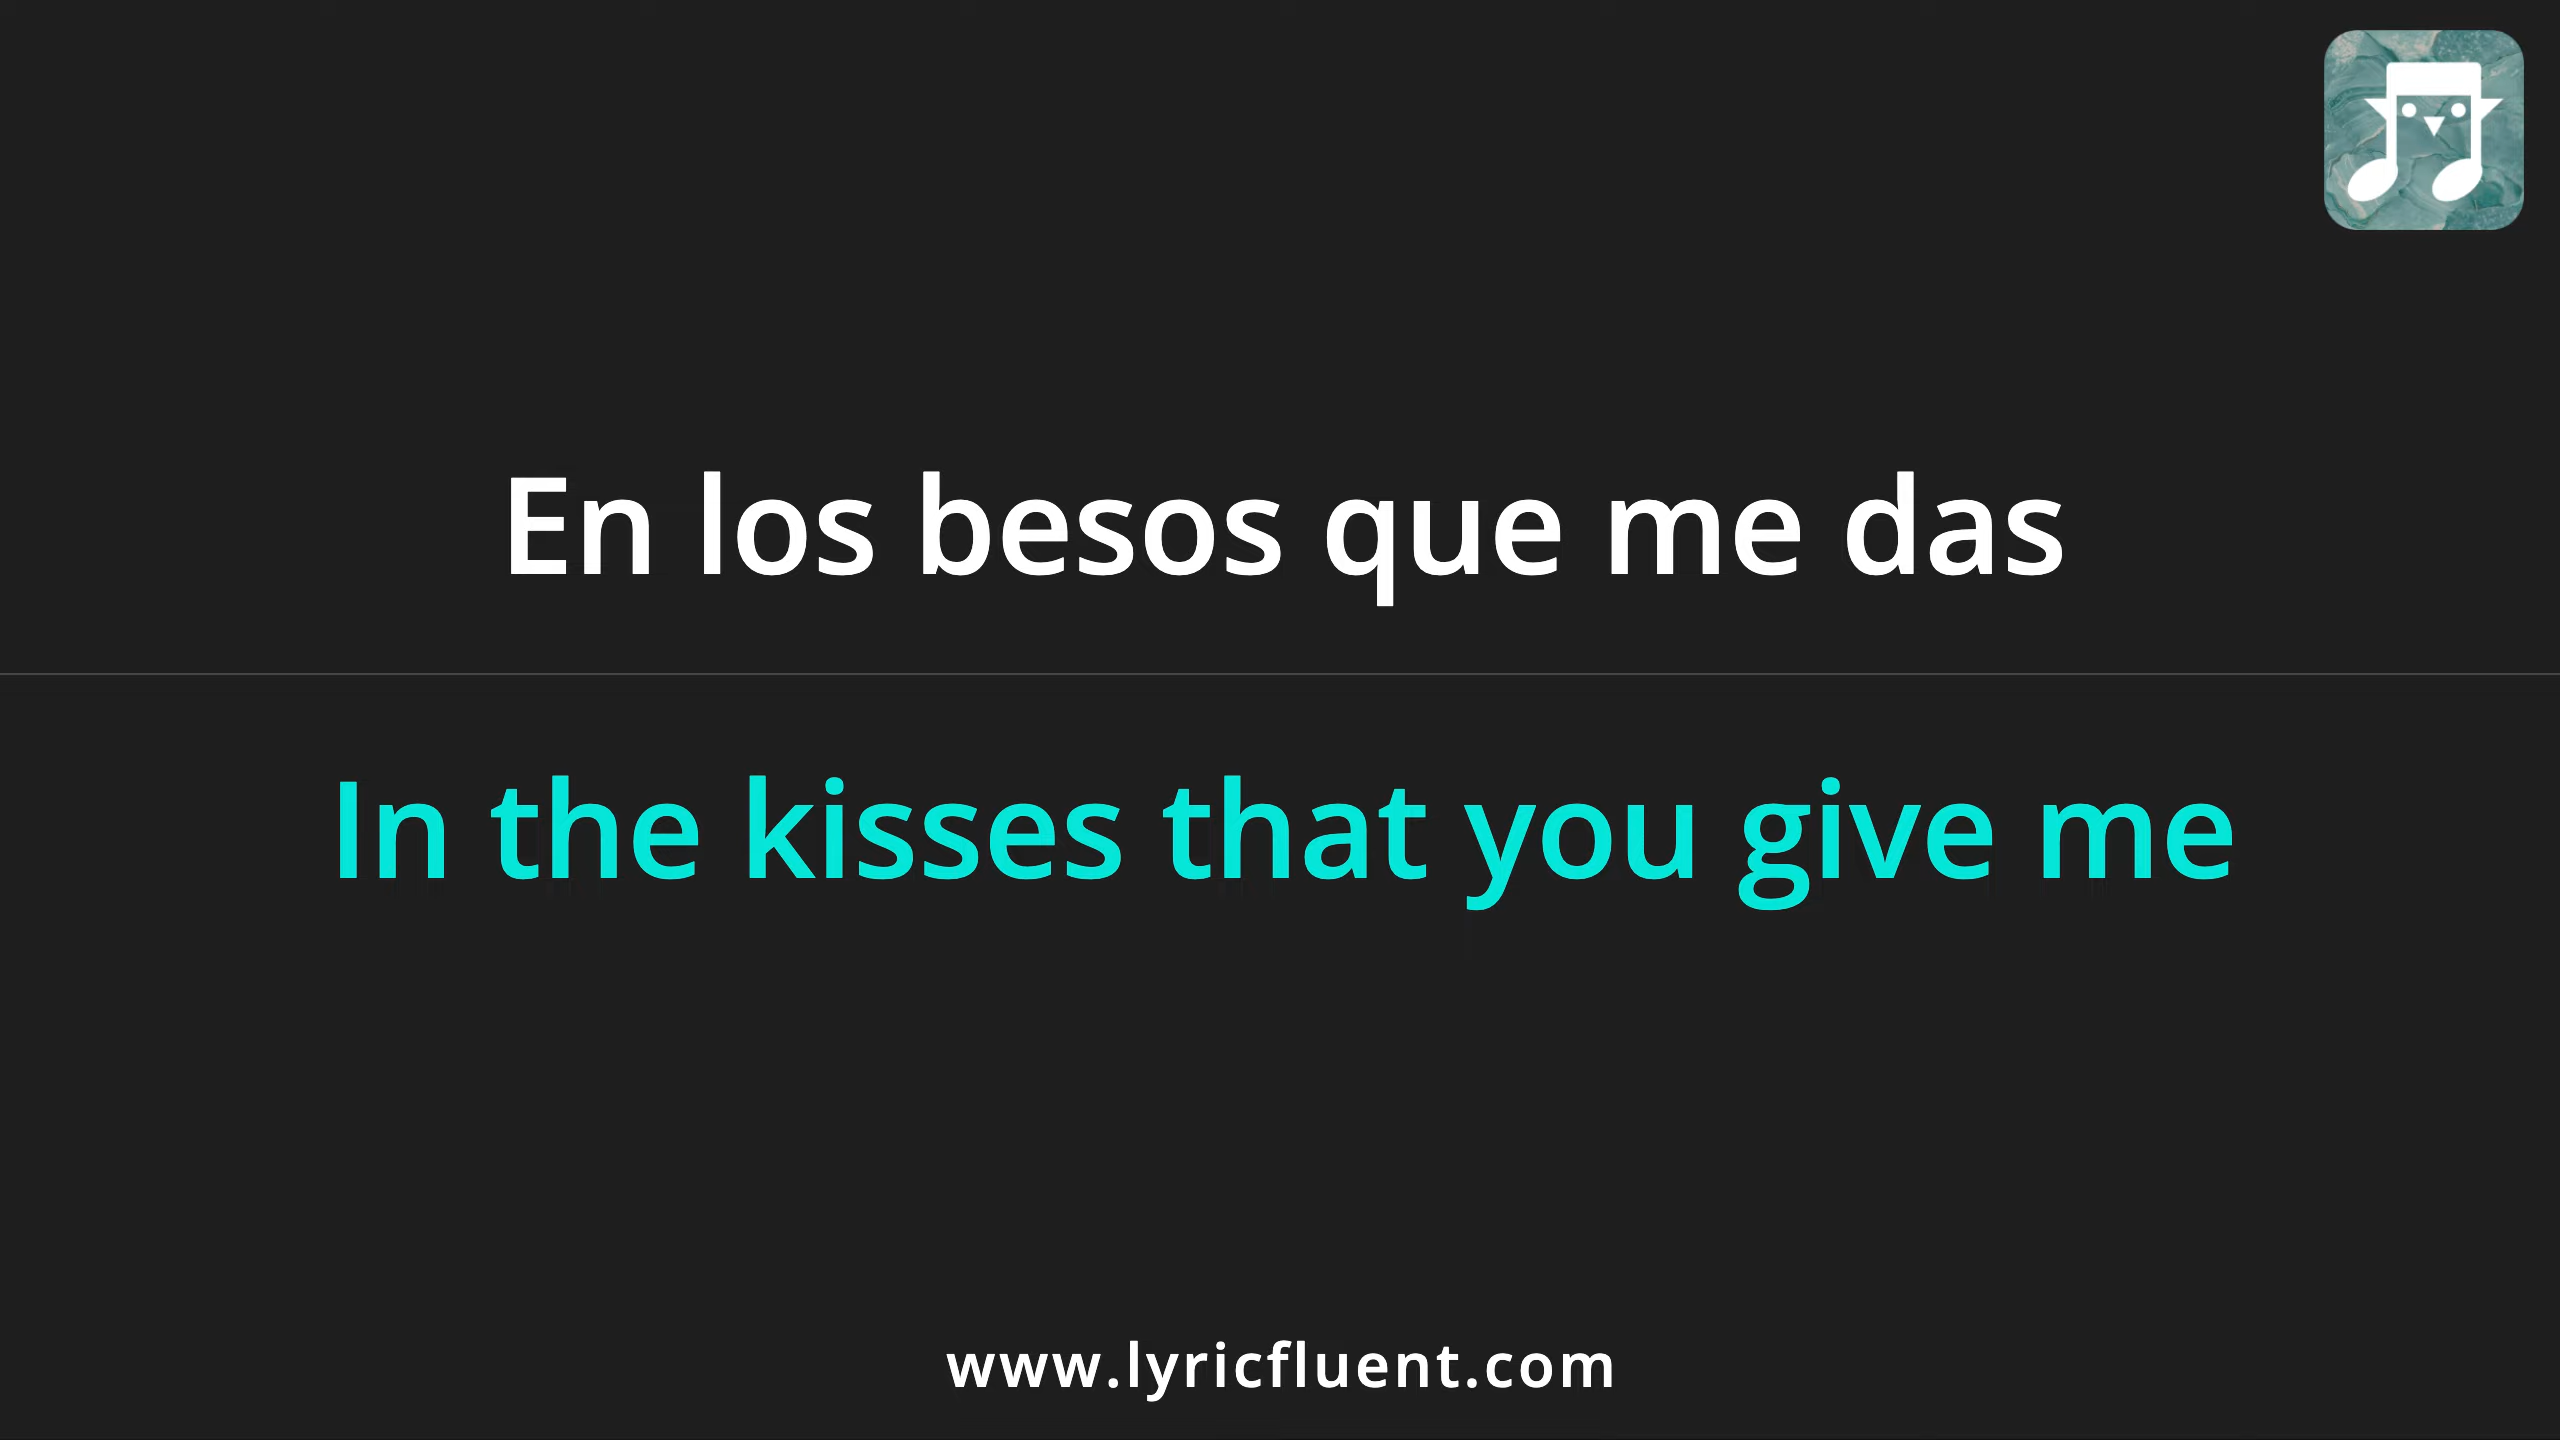 En los besos que me das
In the kisses that you give me
www.lyricfluent.com